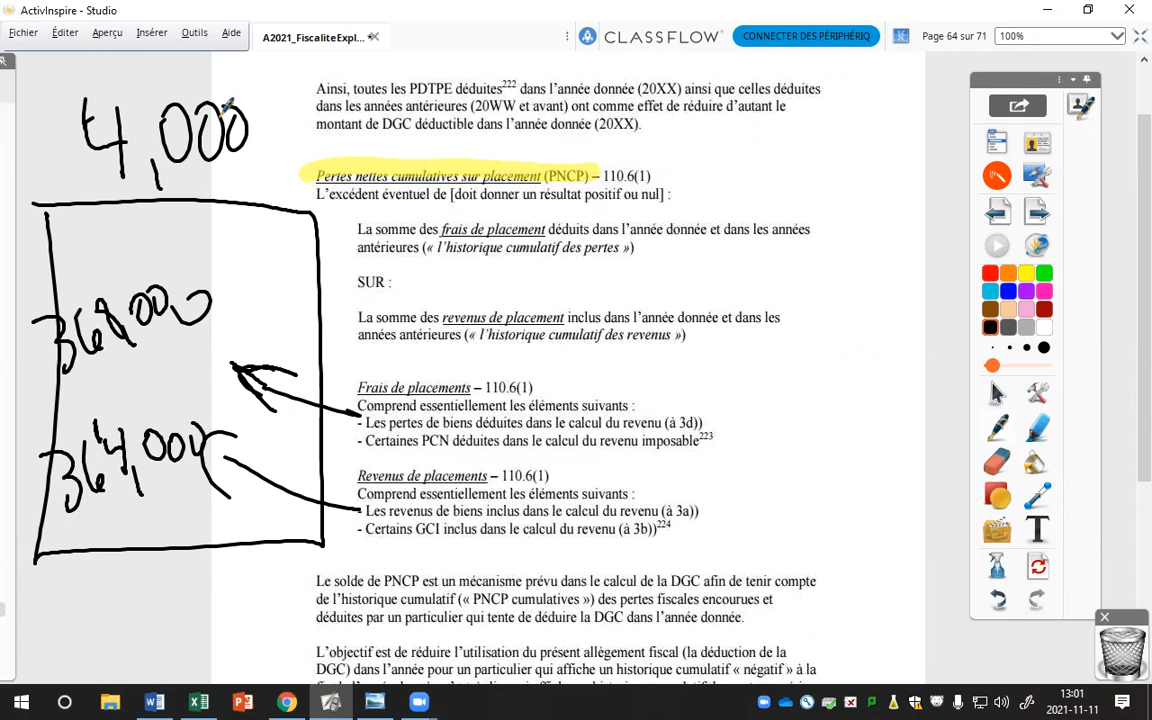 ActivInspire - Studio
Fichier Éditer Aperçu Insérer Outils Aide
A2021_FiscaliteExpl...
CLASSFLOW
CONNECTER DES PÉRIPHÉRIQ
Page 64 sur 71
100%
Ainsi, toutes les PDTPE déduites222 dans l'année donnée (20XX) ainsi que celles déduites
dans les années antérieures (20WW et avant) ont comme effet de réduire d'autant le
montant de DGC déductible dans l'année donnée (20XX).
4,000
Pertes nettes cumulatives sur placement (PNCP) – 110.6(1)
L'excédent éventuel de [doit donner un résultat positif ou nul] :
La somme des frais de placement déduits dans l'année donnée et dans les années
antérieures (« l'historique cumulatif des pertes »)
SUR :
La somme des revenus de placement inclus dans l'année donnée et dans les
années antérieures (« l'historique cumulatif des revenus »)
368,000
364,000
Frais de placements – 110.6(1)
Comprend essentiellement les éléments suivants :
- Les pertes de biens déduites dans le calcul du revenu (à 3d))
- Certaines PCN déduites dans le calcul du revenu imposable223
Revenus de placements – 110.6(1)
Comprend essentiellement les éléments suivants :
- Les revenus de biens inclus dans le calcul du revenu (à 3a))
- Certains GCI inclus dans le calcul du revenu (à 3b))224
Le solde de PNCP est un mécanisme prévu dans le calcul de la DGC afin de tenir compte
de l'historique cumulatif (« PNCP cumulatives ») des pertes fiscales encourues et
déduites par un particulier qui tente de déduire la DGC dans l'année donnée.
L'objectif est de réduire l'utilisation du présent allègement fiscal (la déduction de la
DGC) dans l'année pour un particulier qui affiche un historique cumulatif « négatif » à la
13:01
2021-11-11